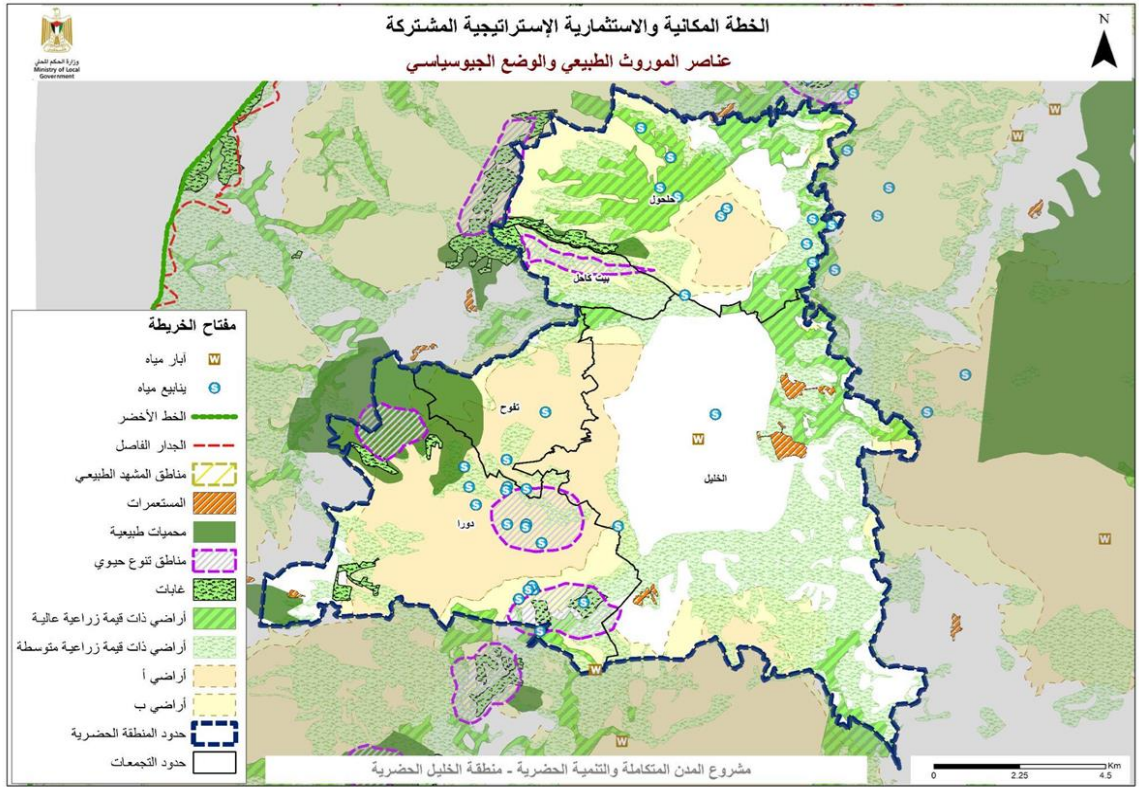 الخطة المكانية والاستثمارية الإستراتيجية المشتركة
عناصر الموروث الطبيعي والوضع الجيوسياسي
وزارة الحكم المحلي
Ministry of Local
Government
N
حلحول
بيت كاحل
تفوح
الخليل
دورا
مفتاح الخريطة
W آبار مياه
S ينابيع مياه
الخط الأخضر
الجدار الفاصل
مناطق المشهد الطبيعي
المستعمرات
محميات طبيعية
مناطق تنوع حيوي
غابات
أراضي ذات قيمة زراعية عالية
أراضي ذات قيمة زراعية متوسطة
أراضي أ
أراضي ب
حدود المنطقة الحضرية
حدود التجمعات
مشروع المدن المتكاملة والتنمية الحضرية - منطقة الخليل الحضرية
Km
0 2.25 4.5